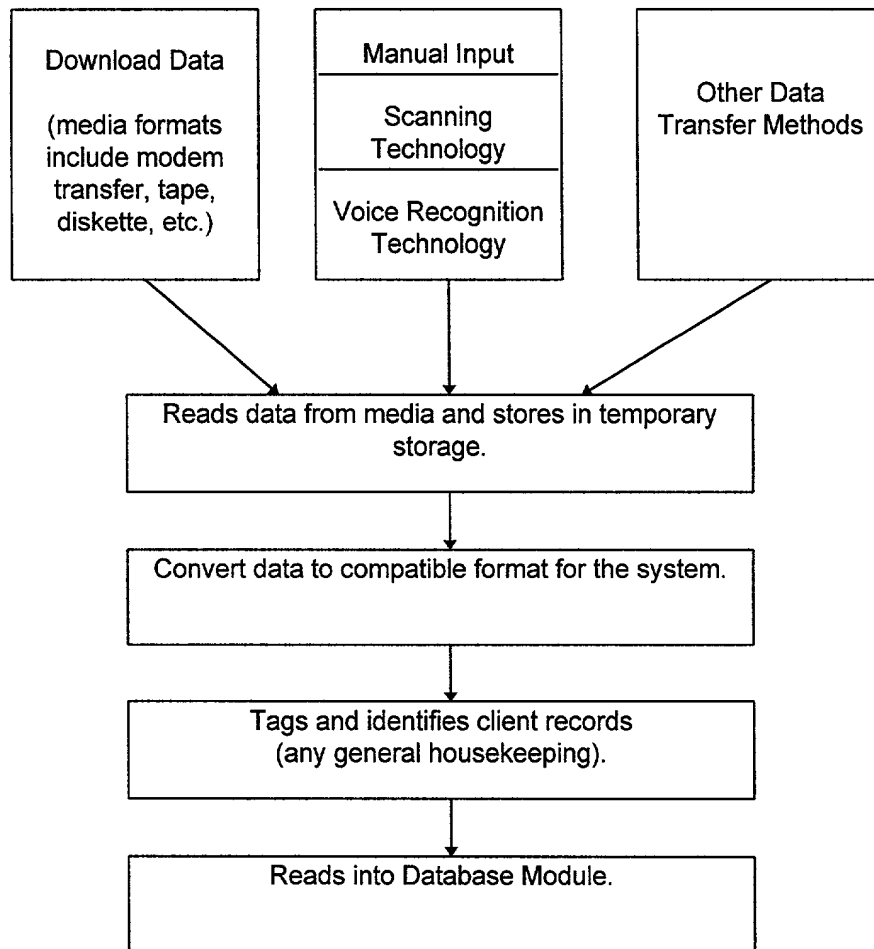 Download Data
(media formats
include modem
transfer, tape,
diskette, etc.)
Manual Input
Scanning
Technology
Voice Recognition
Technology
Other Data
Transfer Methods
Reads data from media and stores in temporary
storage.
Convert data to compatible format for the system.
Tags and identifies client records
(any general housekeeping).
Reads into Database Module.